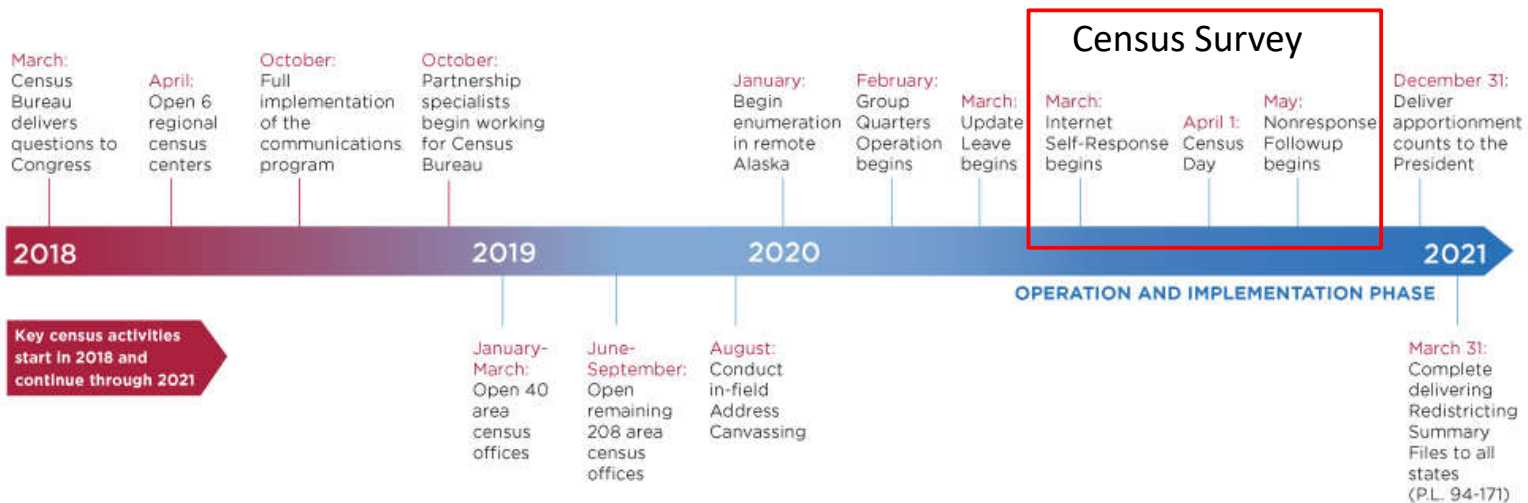 Census Survey
March:
Census
Bureau
delivers
questions to
Congress
April:
Open 6
regional
census
centers
October:
Full
implementation
of the
communications
program
October:
Partnership
specialists
begin working
for Census
Bureau
January:
Begin
enumeration
in remote
Alaska
February:
Group
Quarters
Operation
begins
March:
Update
Leave
begins
March:
Internet
Self-Response
begins
April 1:
Census
Day
May:
Nonresponse
Followup
begins
December 31:
Deliver
apportionment
counts to the
President
2018
2019
2020
2021
OPERATION AND IMPLEMENTATION PHASE
Key census activities
start in 2018 and
continue through 2021
January–
March:
Open 40
area
census
offices
June-
September:
Open
remaining
208 area
census
offices
August:
Conduct
in-field
Address
Canvassing
March 31:
Complete
delivering
Redistricting
Summary
Files to all
states
(P.L. 94-171)